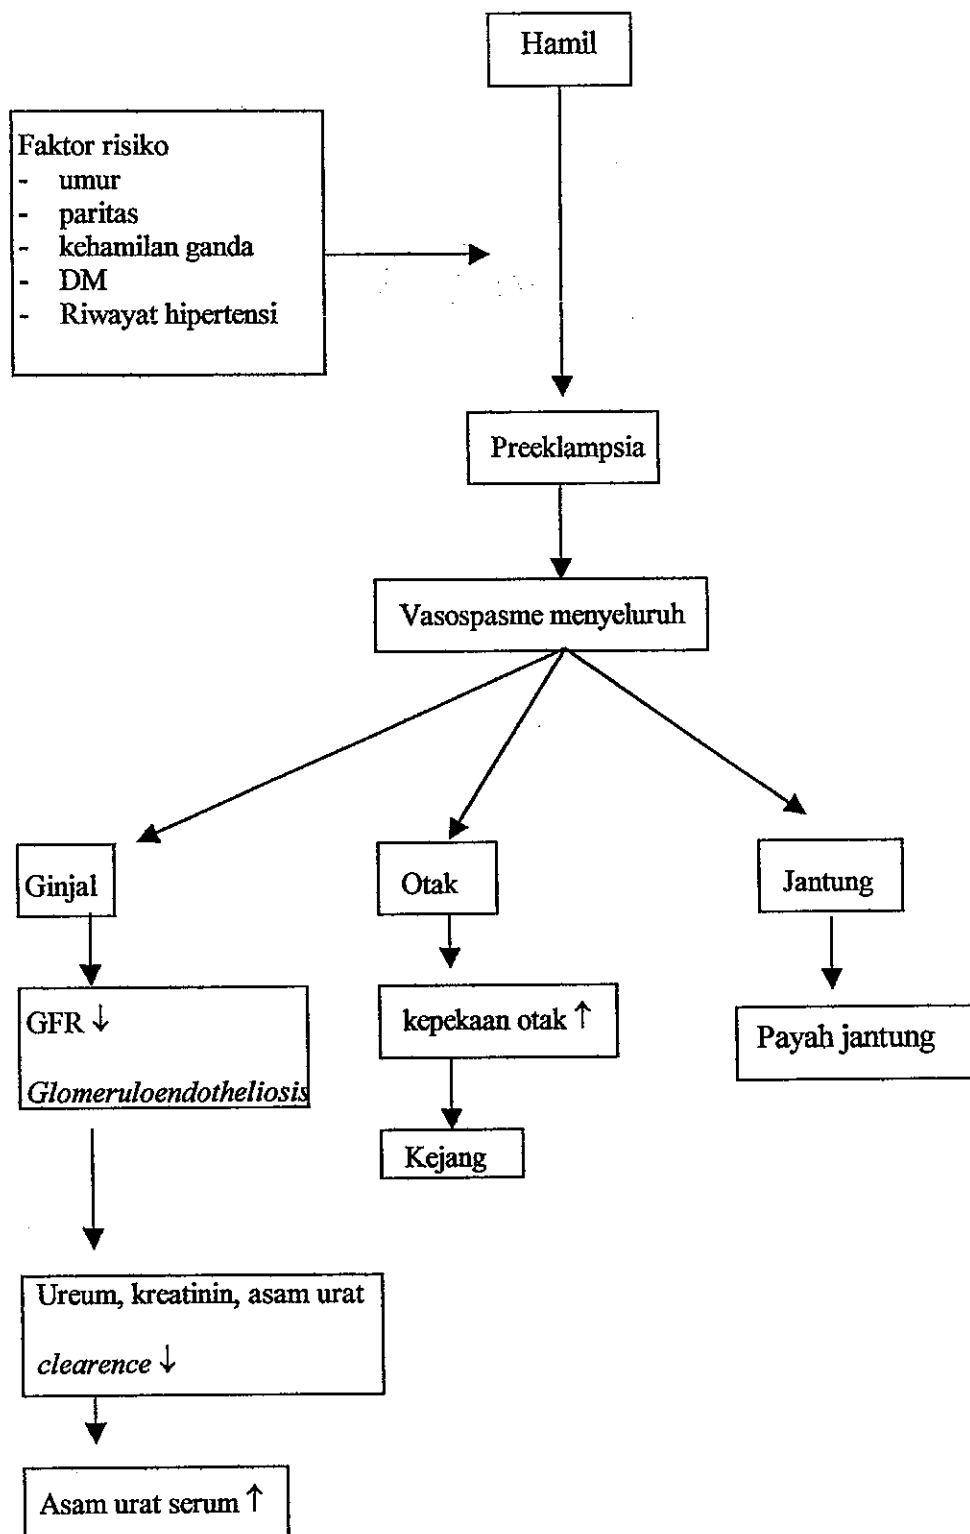 Hamil
Faktor risiko
- umur
- paritas
- kehamilan ganda
- DM
- Riwayat hipertensi
Preeklampsia
Vasospasme menyeluruh
Ginjal
Otak
Jantung
GFR ↓
Glomeruloendotheliosis
kepekaan otak ↑
Payah jantung
Kejang
Ureum, kreatinin, asam urat
clearence ↓
Asam urat serum ↑